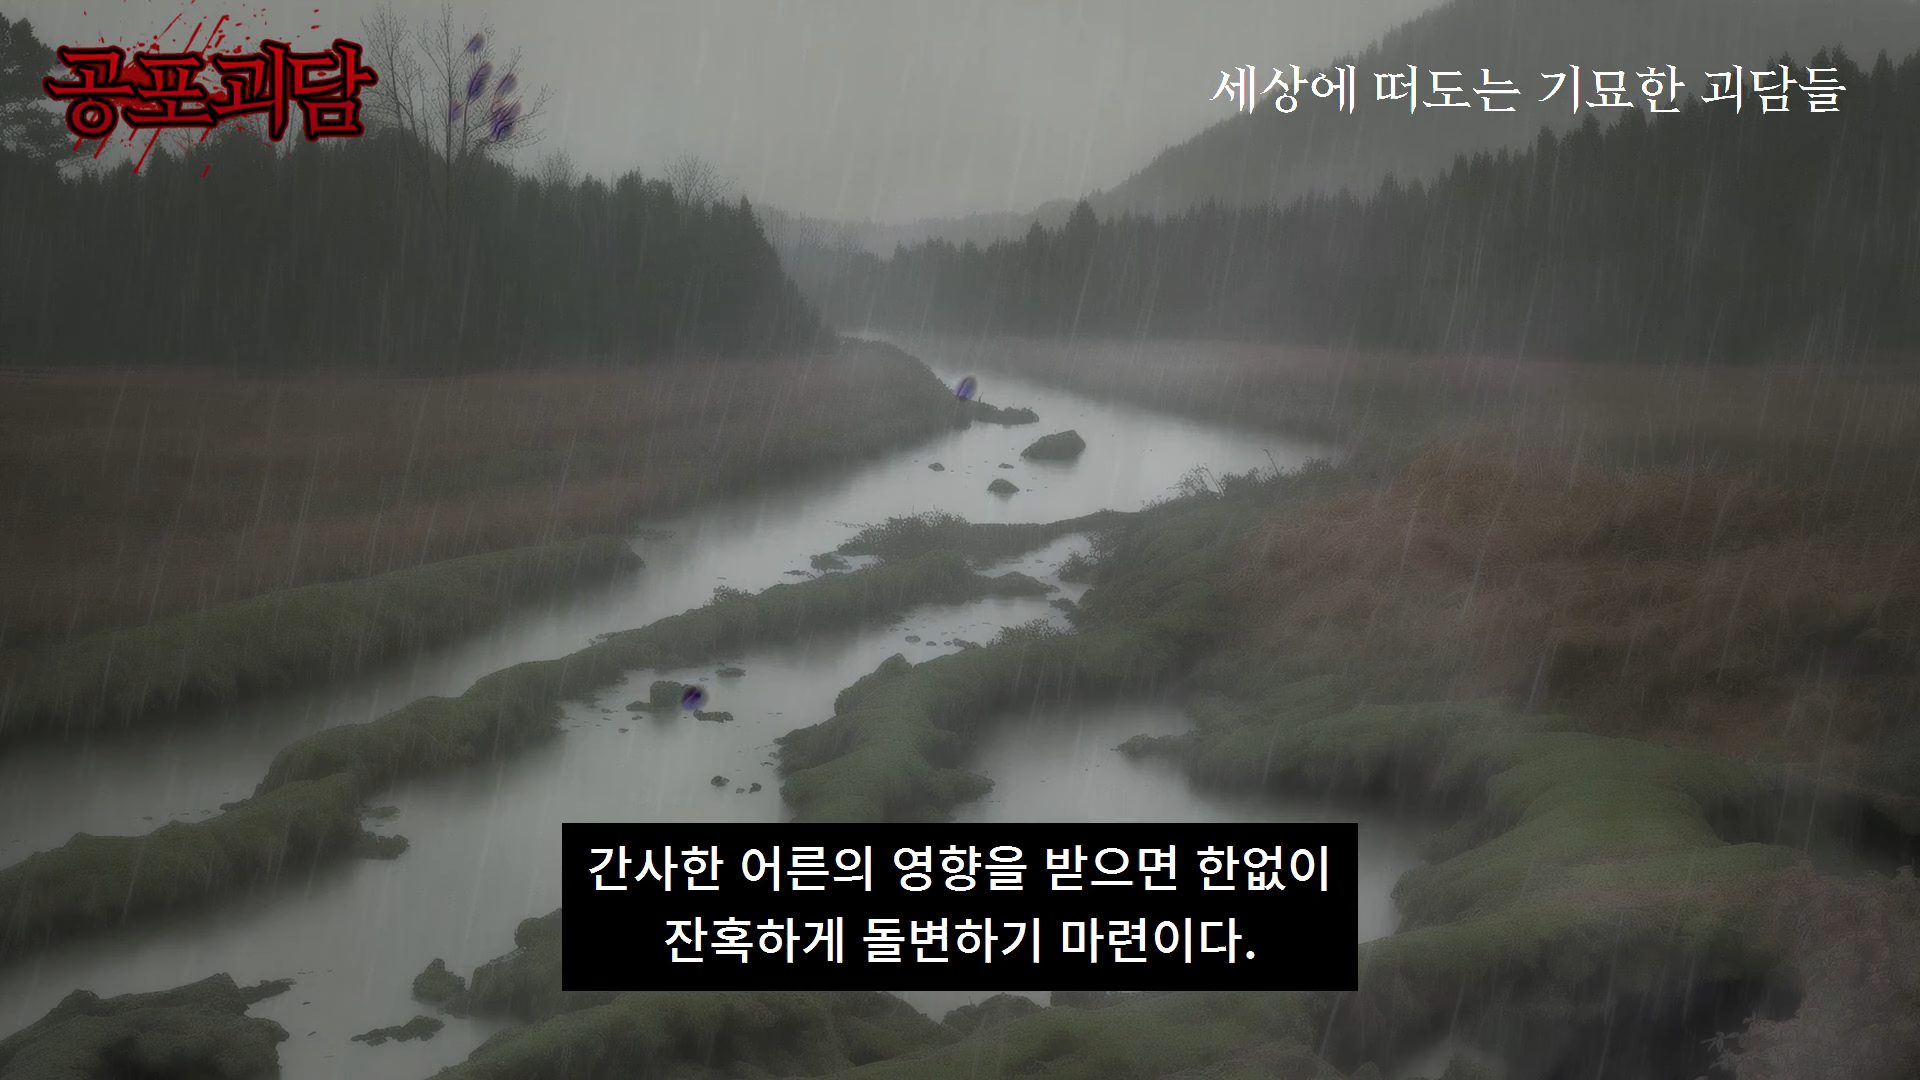 공포괴담
세상에 떠도는 기묘한 괴담들
간사한 어른의 영향을 받으면 한없이
잔혹하게 돌변하기 마련이다.